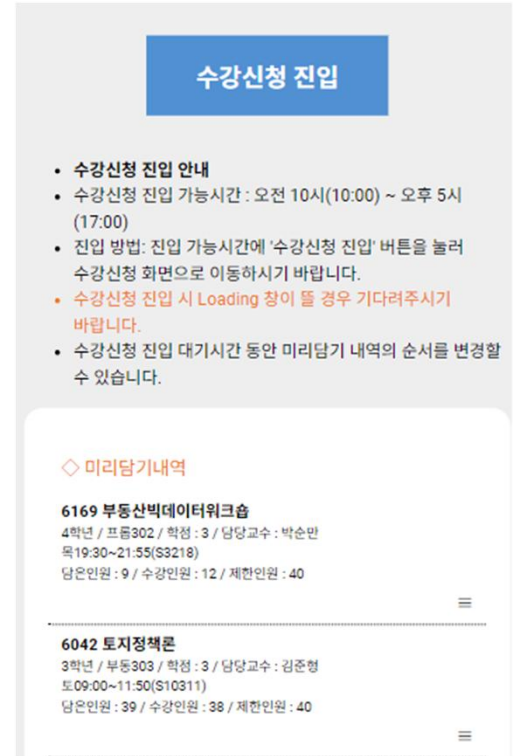 수강신청 진입
수강신청 진입 안내
수강신청 진입 가능시간 : 오전 10시(10:00) ~ 오후 5시
(17:00)
진입 방법: 진입 가능시간에 '수강신청 진입' 버튼을 눌러
수강신청 화면으로 이동하시기 바랍니다.
수강신청 진입 시 Loading 창이 뜰 경우 기다려주시기
바랍니다.
수강신청 진입 대기시간 동안 미리담기 내역의 순서를 변경할
수 있습니다.
◇ 미리담기내역
6169 부동산빅데이터워크숍
4학년 / 프롭302 / 학점 : 3 / 담당교수 : 박순만
목19:30~21:55(S3218)
담은인원 : 9 / 수강인원 : 12 / 제한인원 : 40
6042 토지정책론
3학년 / 부동303 / 학점 : 3 / 담당교수 : 김준형
토09:00~11:50(S10311)
담은인원 : 39 / 수강인원 : 38 / 제한인원 : 40